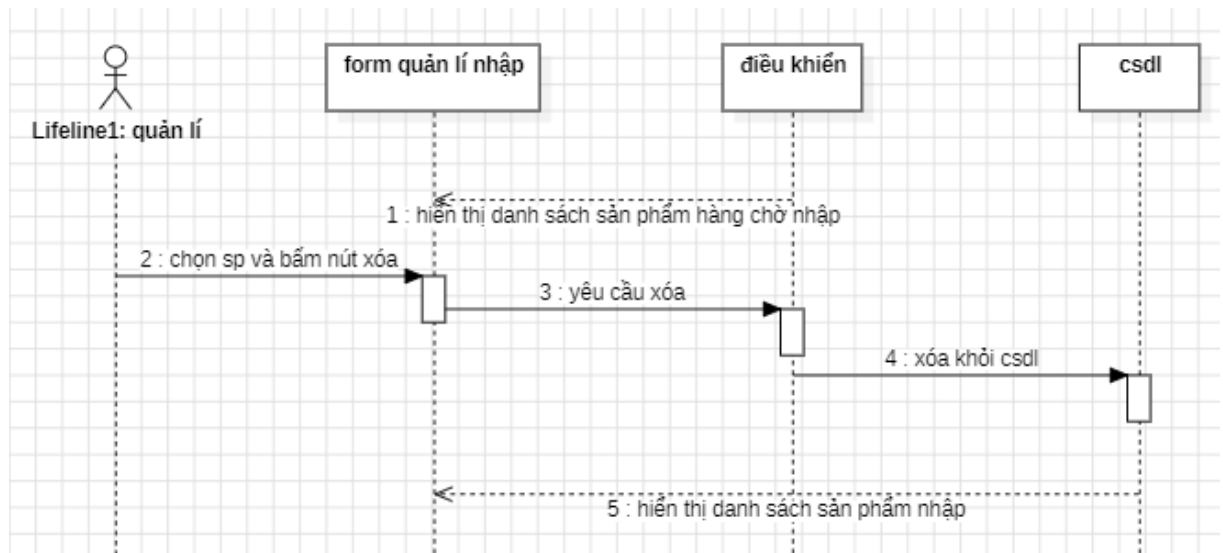 form quản lí nhập
điều khiển
csdl
Lifeline1: quản lí
1 : hiển thị danh sách sản phẩm hàng chờ nhập
2 : chọn sp và bấm nút xóa
3 : yêu cầu xóa
4 : xóa khỏi csdl
5 : hiển thị danh sách sản phẩm nhập